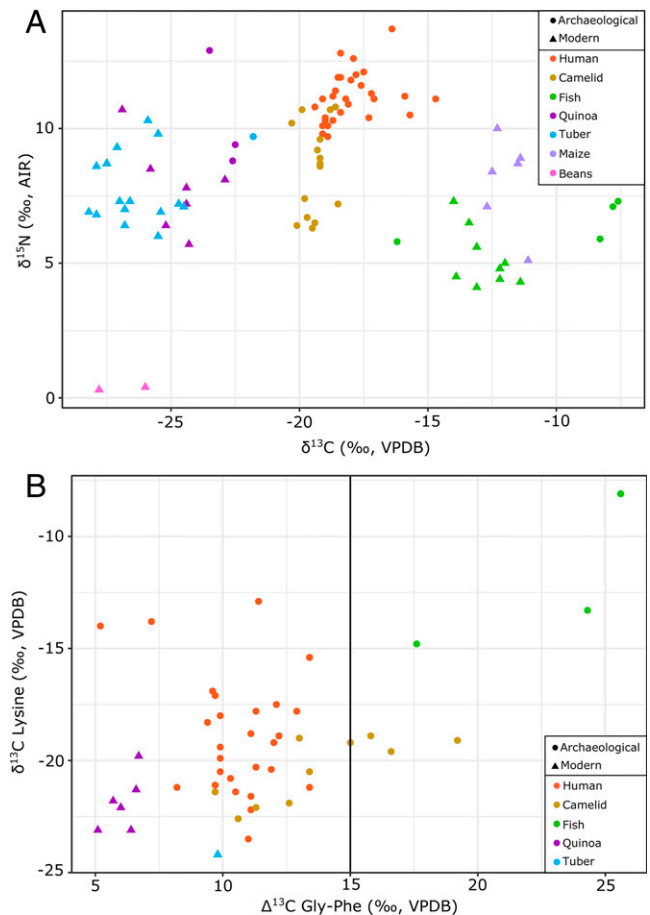 A
Archaeological
Modern
Human
Camelid
Fish
Quinoa
Tuber
Maize
Beans
15
10
5
0
δ¹⁵N (‰, AIR)
-25
-20
-15
-10
δ¹³C (‰, VPDB)
B
-10
-15
-20
-25
δ¹³C Lysine (‰, VPDB)
Archaeological
Modern
Human
Camelid
Fish
Quinoa
Tuber
5
10
15
20
25
Δ¹³C Gly-Phe (‰, VPDB)